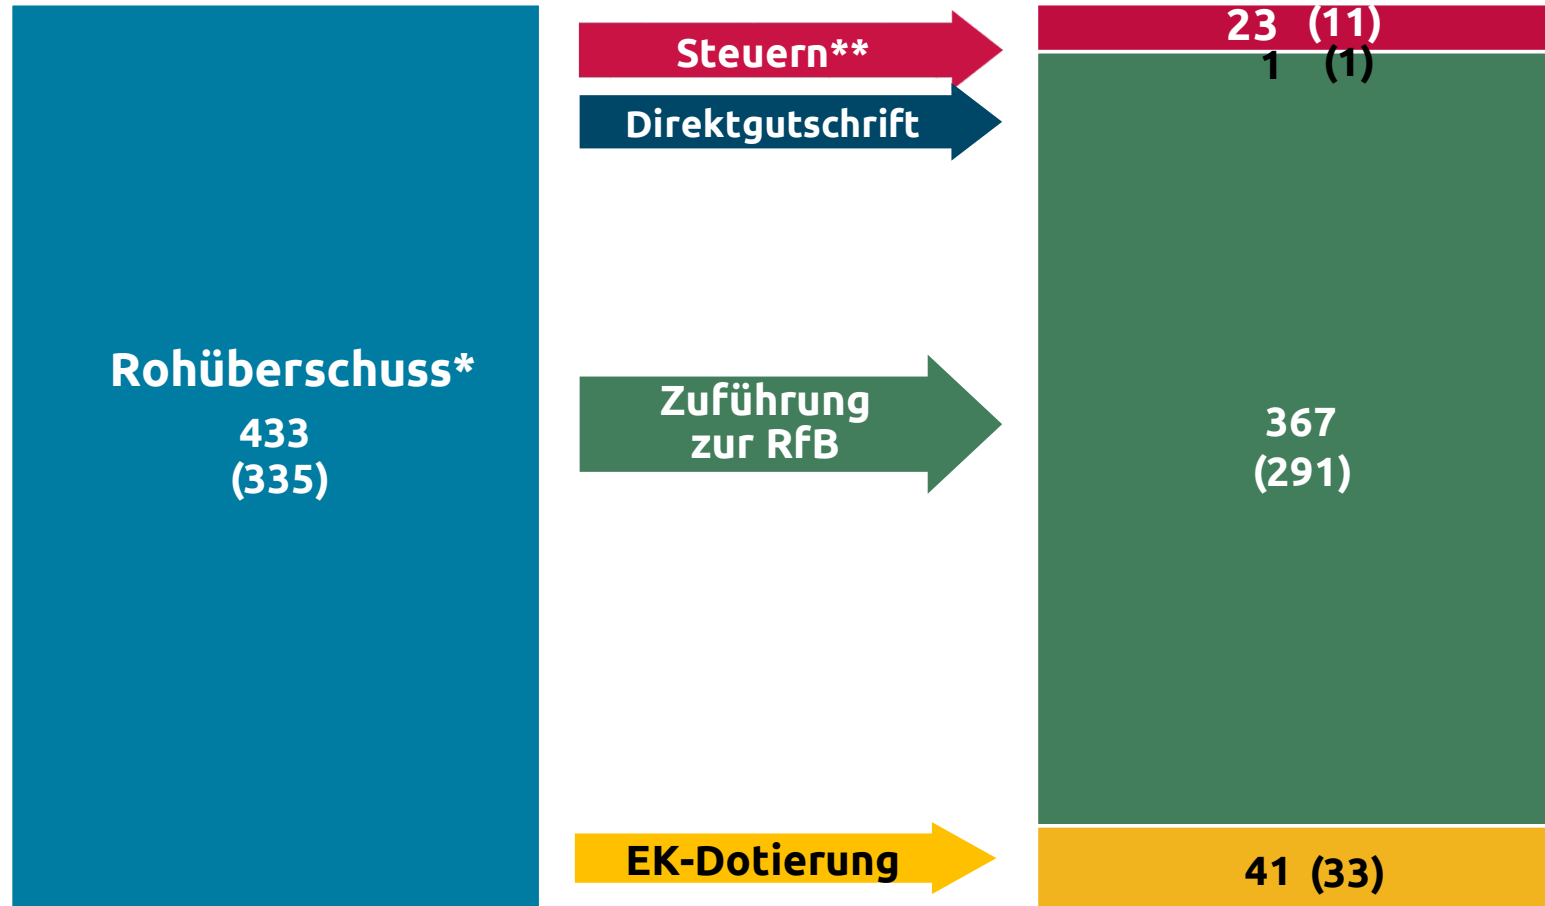 Rohüberschuss*
433
(335)
Steuern**
Direktgutschrift
Zuführung
zur RfB
EK-Dotierung
23 (11)
1 (1)
367
(291)
41 (33)